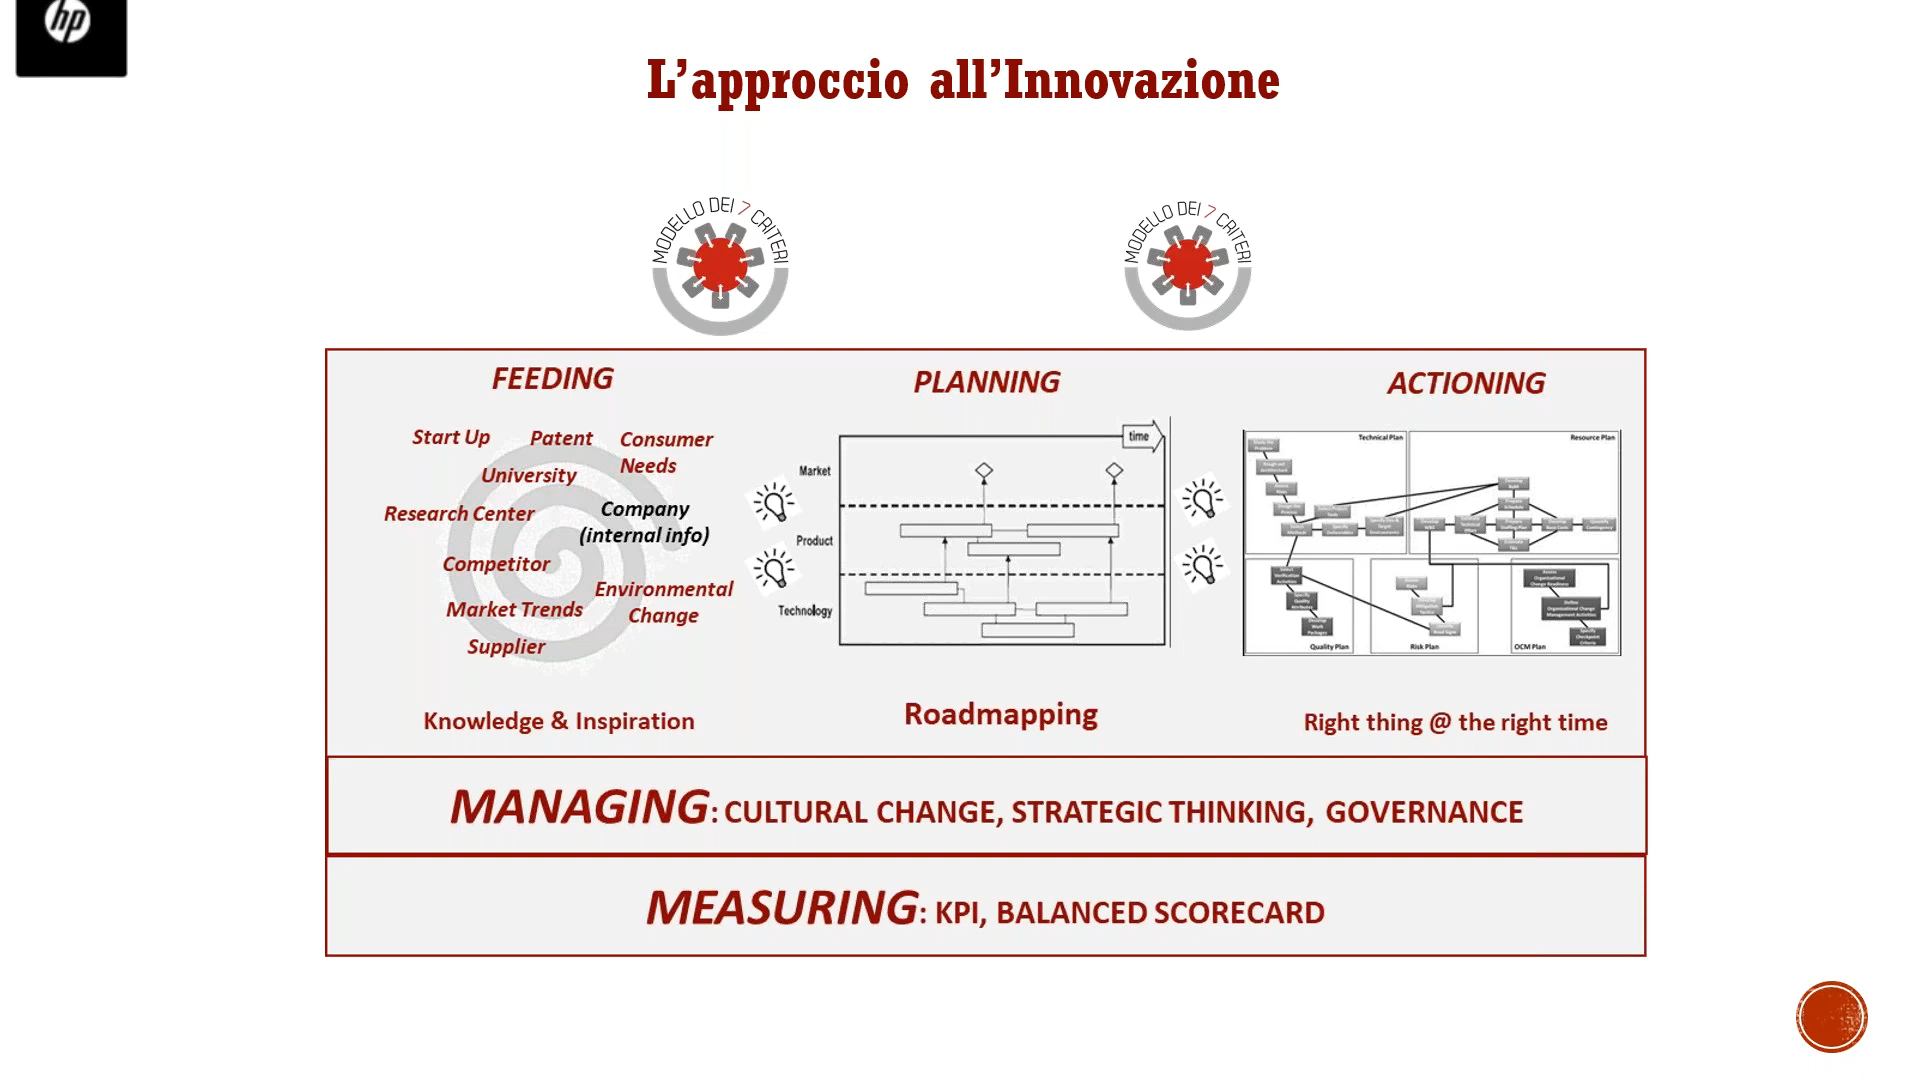 hp
L'approccio all'Innovazione
MODELLO DEI 7 CRITERI
MODELLO DEI 7 CRITERI
FEEDING
Start Up
Patent
Consumer
Needs
University
Research Center
Company
(internal info)
Competitor
Environmental
Change
Market Trends
Supplier
Knowledge & Inspiration
PLANNING
time
Market
Product
Technology
Roadmapping
ACTIONING
Technical Plan
Resource Plan
Quality Plan
Risk Plan
OCM Plan
Right thing @ the right time
MANAGING: CULTURAL CHANGE, STRATEGIC THINKING, GOVERNANCE
MEASURING: KPI, BALANCED SCORECARD